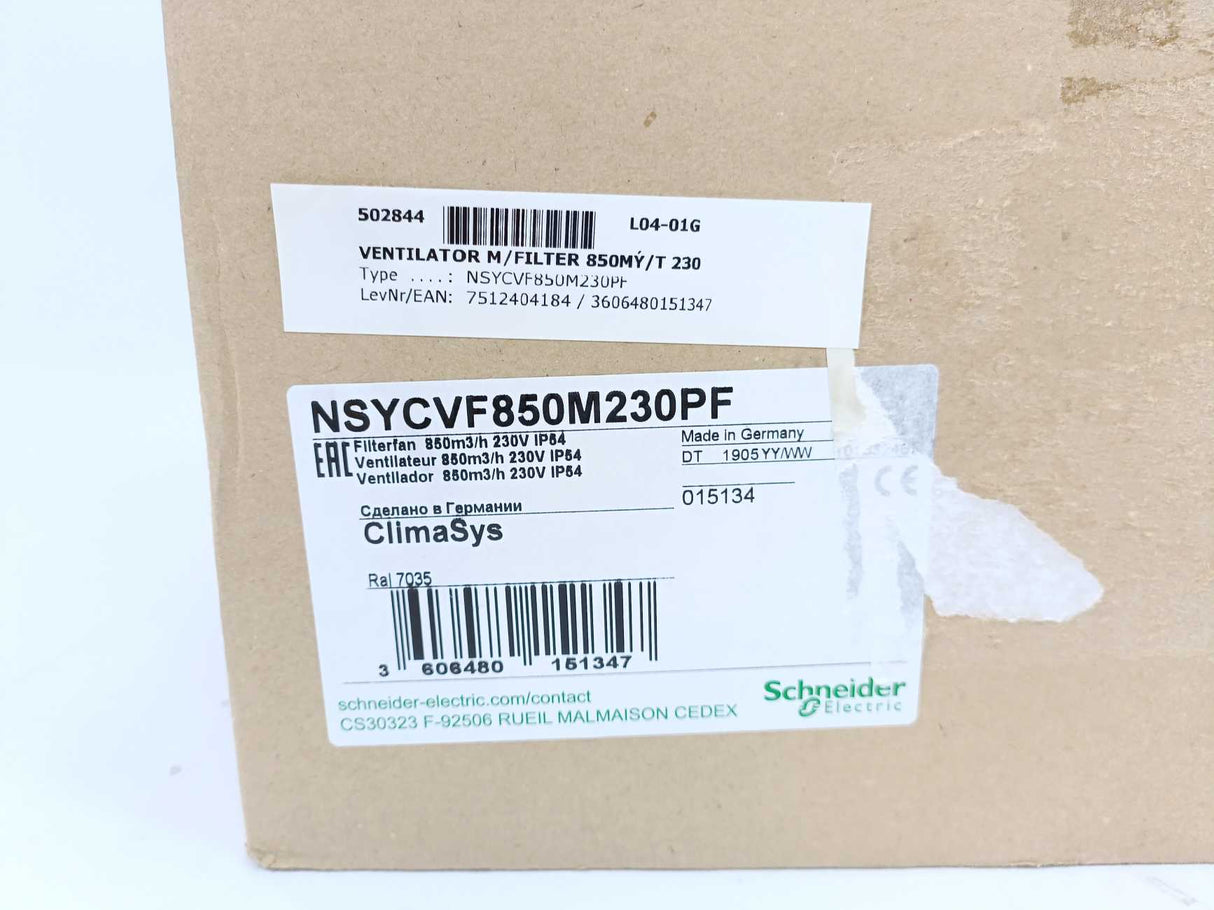 502844 L04-01G
VENTILATOR M/FILTER 850MÝ/T 230
Type ....: NSYCVF850M230PF
LevNr/EAN: 7512404184 / 3606480151347
NSYCVF850M230PF
EAC
Filterfan 850m3/h 230V IP54
Ventilateur 850m3/h 230V IP54
Ventilador 850m3/h 230V IP54
Made in Germany
DT 1905 YY/WW
CE
015134
Сделано в Германии
ClimaSys
Ral 7035
3 606480 151347
schneider-electric.com/contact
CS30323 F-92506 RUEIL MALMAISON CEDEX
Schneider
Electric